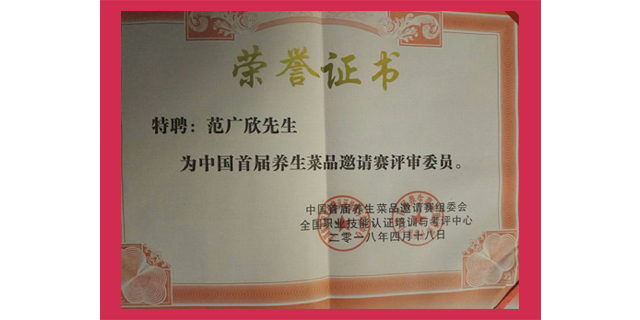 荣誉证书
特聘：范广欣先生
为中国首届养生菜品邀请赛评审委员。
中国首届养生菜品邀请赛组委会
全国职业技能认证培训与考评中心
二零一八年四月十八日